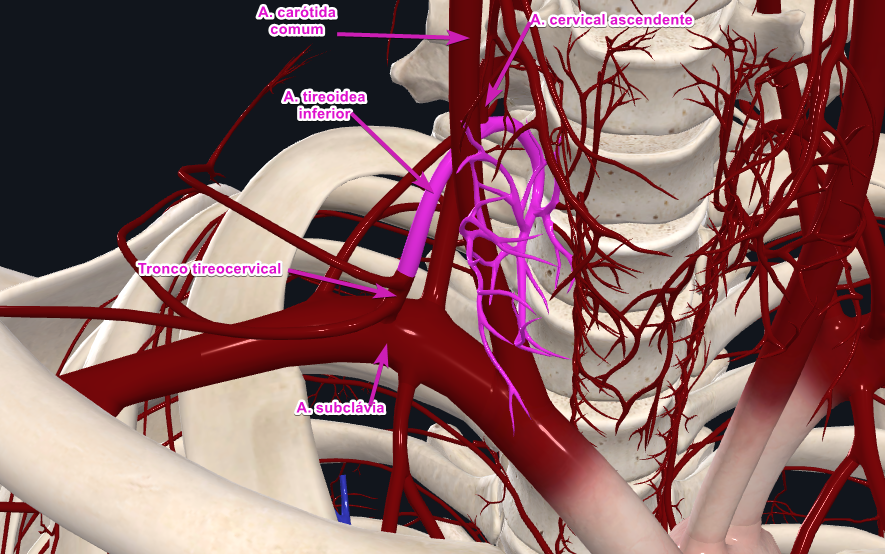 A. carótida
comum
A. cervical ascendente
A. tireoidea
inferior
Tronco tireocervical
A. subclávia